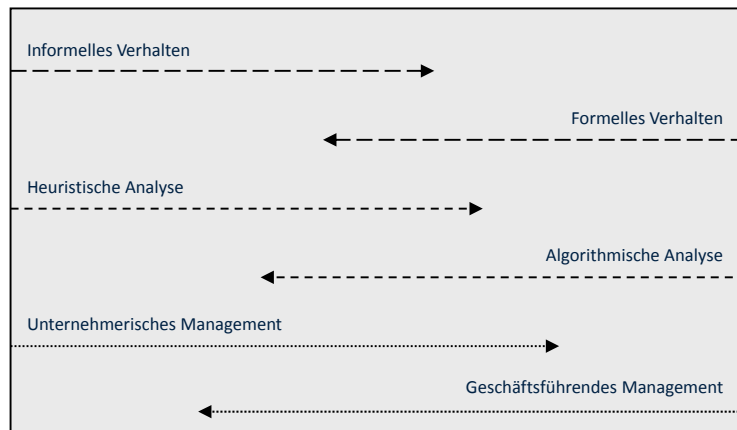 Informelles Verhalten
Formelles Verhalten
Heuristische Analyse
Algorithmische Analyse
Unternehmerisches Management
Geschäftsführendes Management